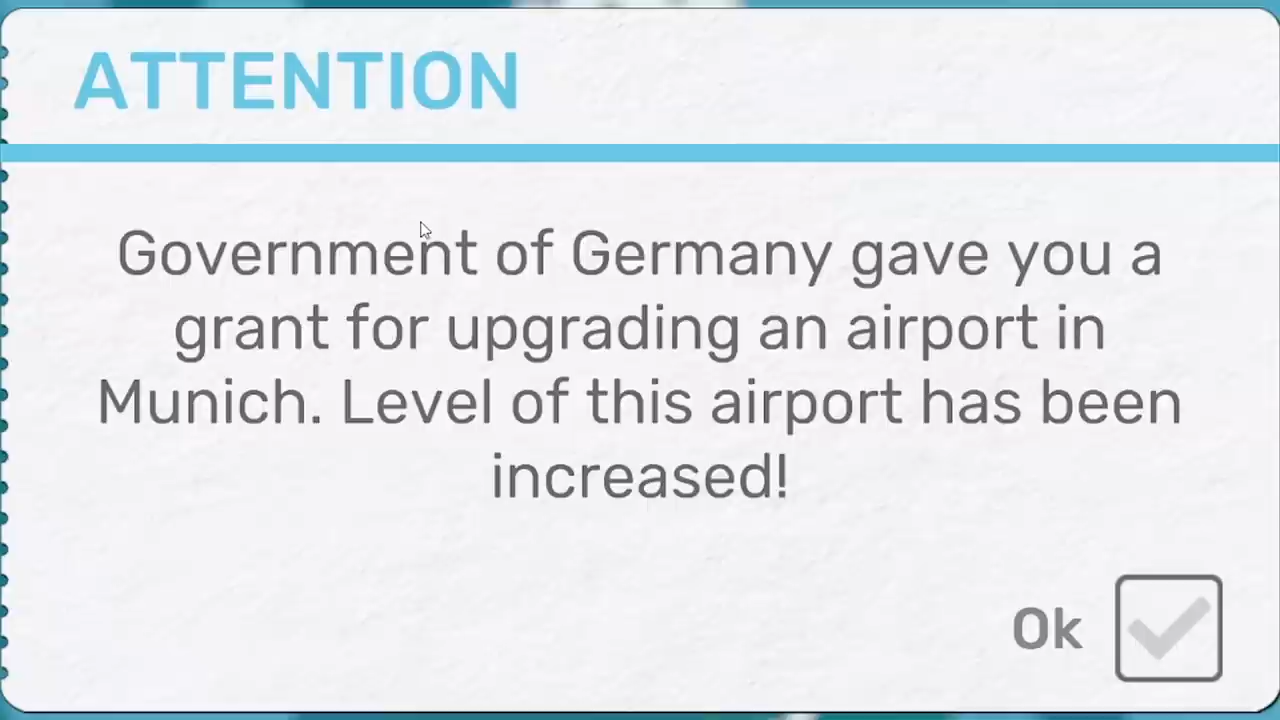 ATTENTION
Government of Germany gave you a
grant for upgrading an airport in
Munich. Level of this airport has been
increased!
Ok